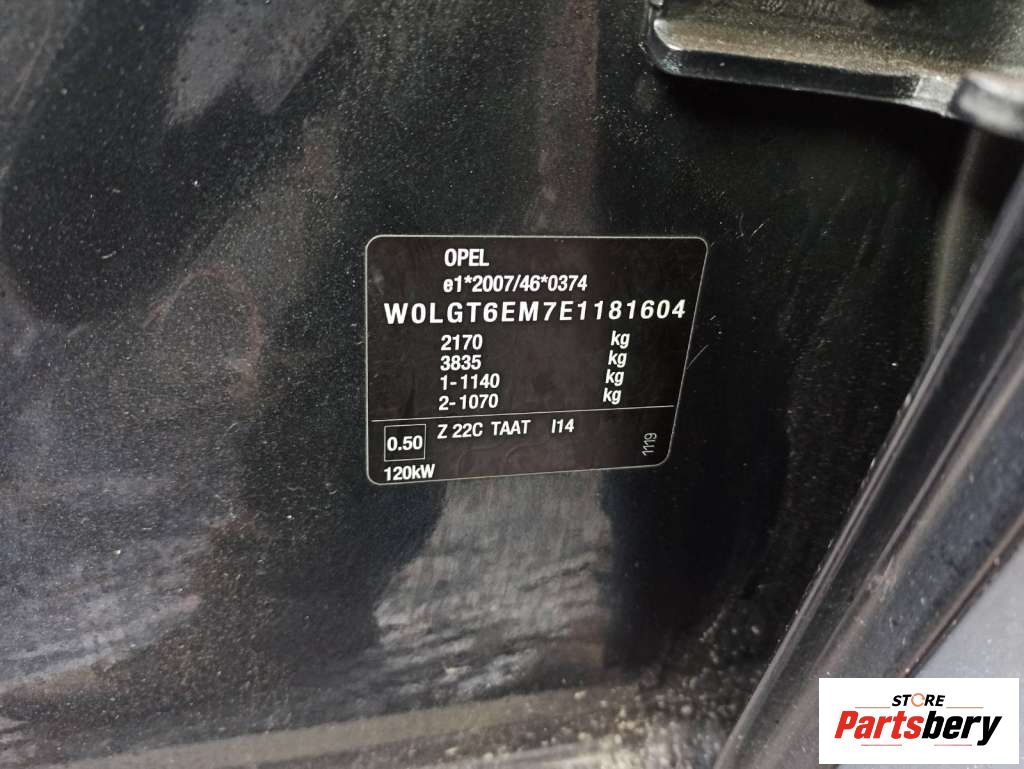 OPEL
e1*2007/46*0374
W0LGT6EM7E1181604
2170 kg
3835 kg
1-1140 kg
2-1070 kg
0.50 Z 22C TAAT I14
1119
120kW
STORE
Partsbery